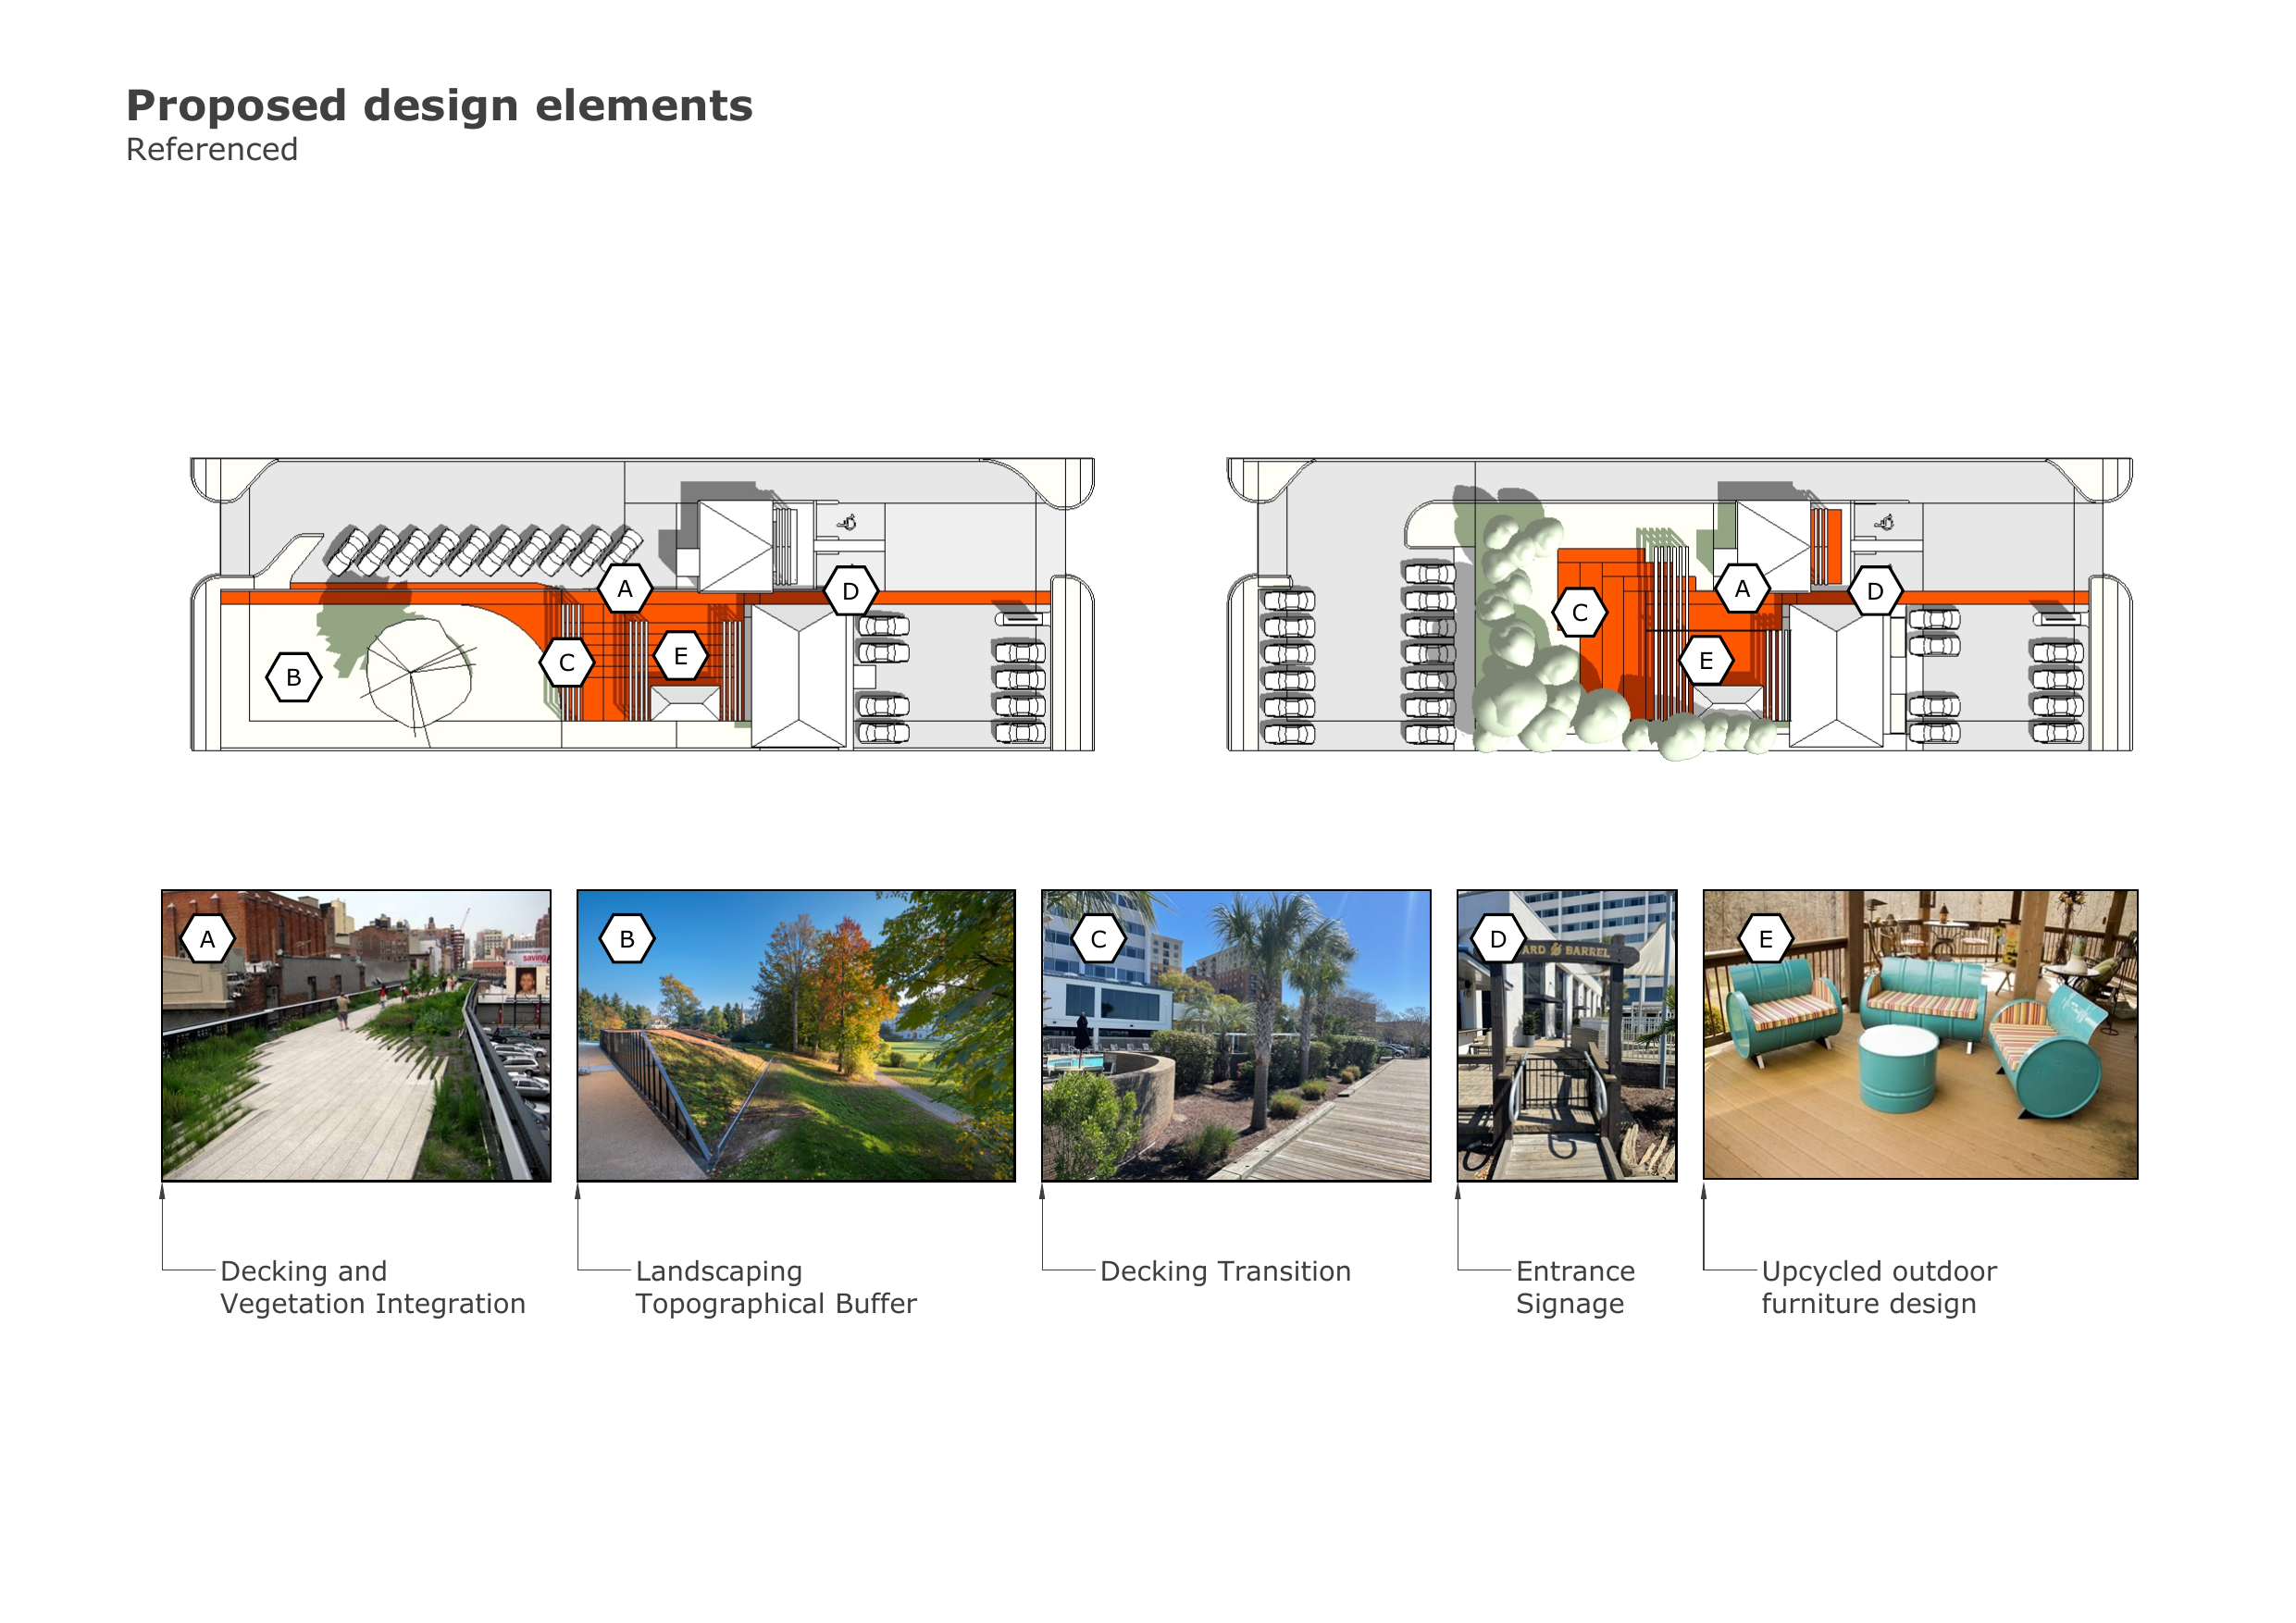 Proposed design elements
Referenced
A
D
C
E
B
A
D
C
E
A
B
C
D
ARD & BARREL
E
Decking and
Vegetation Integration
Landscaping
Topographical Buffer
Decking Transition
Entrance
Signage
Upcycled outdoor
furniture design